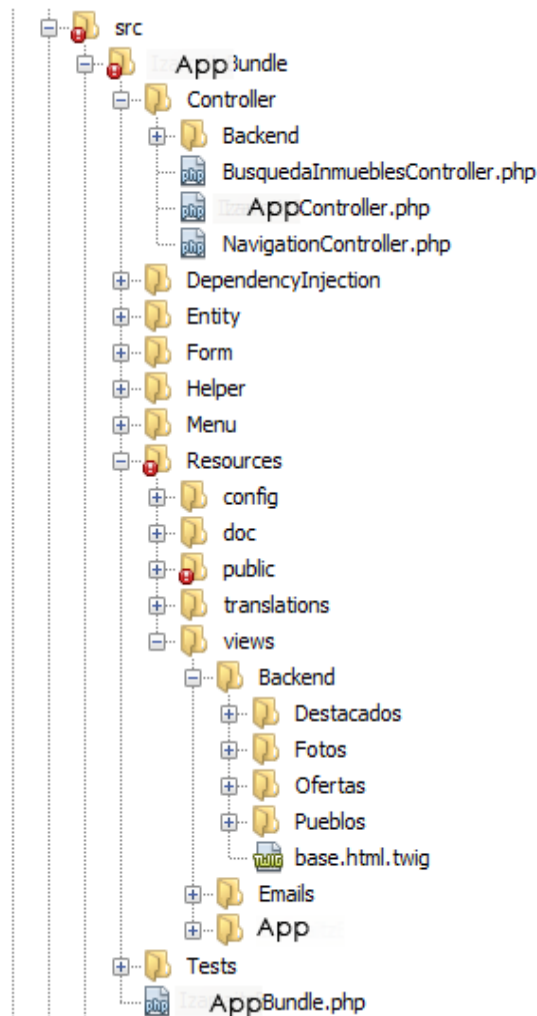 src
AppBundle
Controller
Backend
BusquedaInmueblesController.php
AppController.php
NavigationController.php
DependencyInjection
Entity
Form
Helper
Menu
Resources
config
doc
public
translations
views
Backend
Destacados
Fotos
Ofertas
Pueblos
base.html.twig
Emails
App
Tests
AppBundle.php